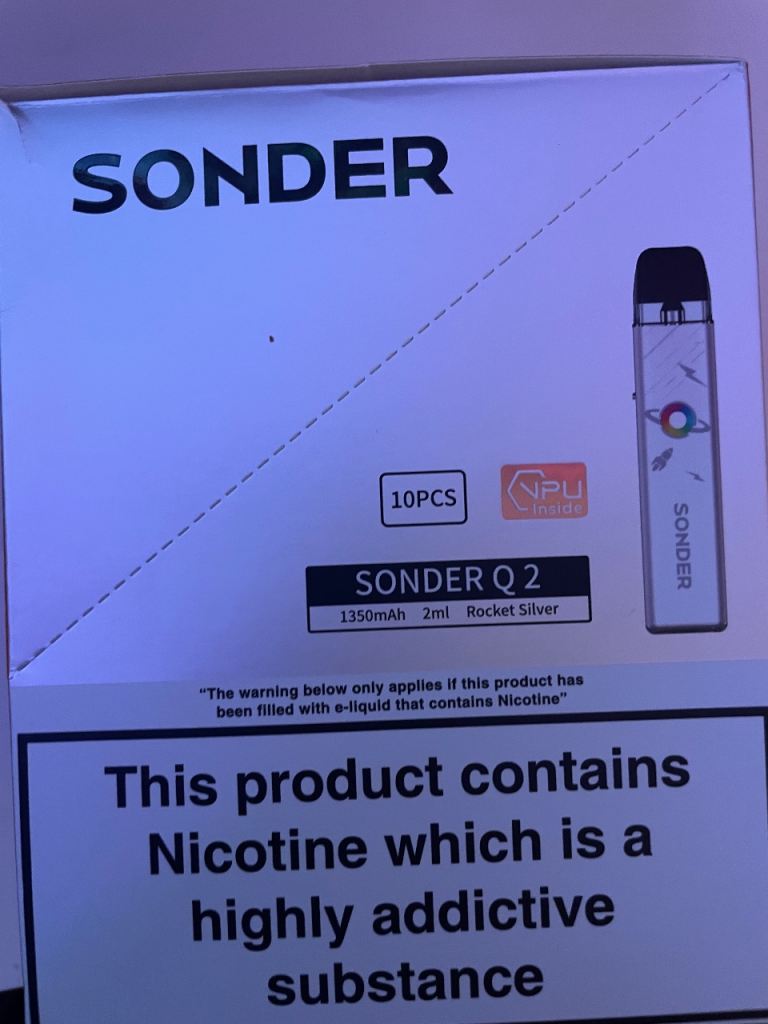 SONDER
10PCS
VPU
Inside
SONDER
SONDER Q 2
1350mAh 2ml Rocket Silver
“The warning below only applies if this product has
been filled with e-liquid that contains Nicotine”
This product contains
Nicotine which is a
highly addictive
substance